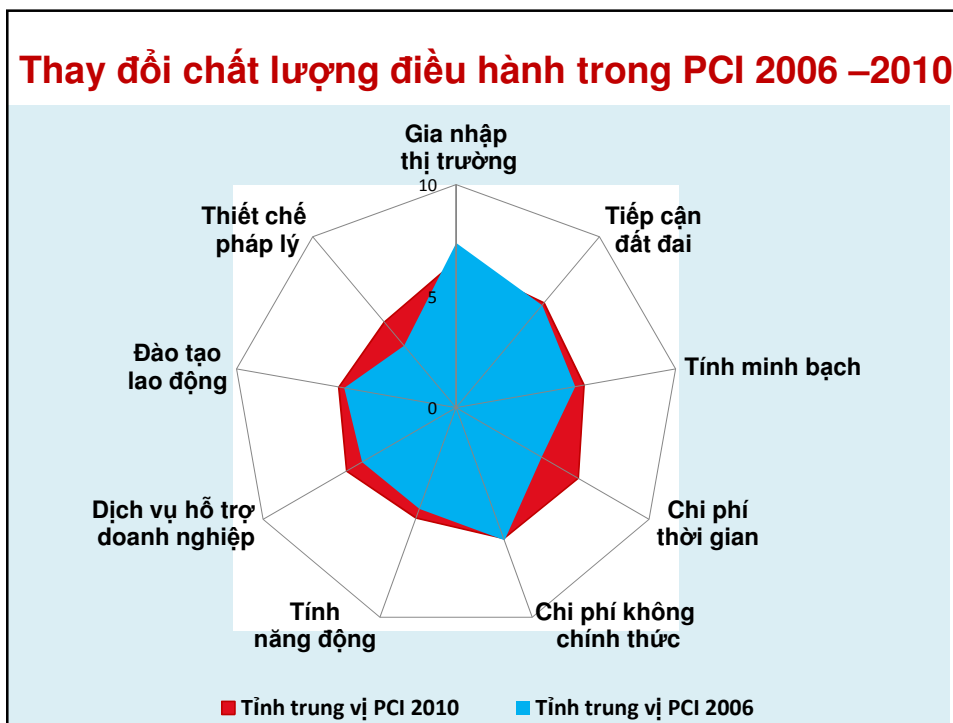 Thay đổi chất lượng điều hành trong PCI 2006 –2010
Gia nhập
thị trường
10
Thiết chế
pháp lý
Tiếp cận
đất đai
5
Đào tạo
lao động
Tính minh bạch
0
Dịch vụ hỗ trợ
doanh nghiệp
Chi phí
thời gian
Tính
năng động
Chi phí không
chính thức
Tỉnh trung vị PCI 2010
Tỉnh trung vị PCI 2006